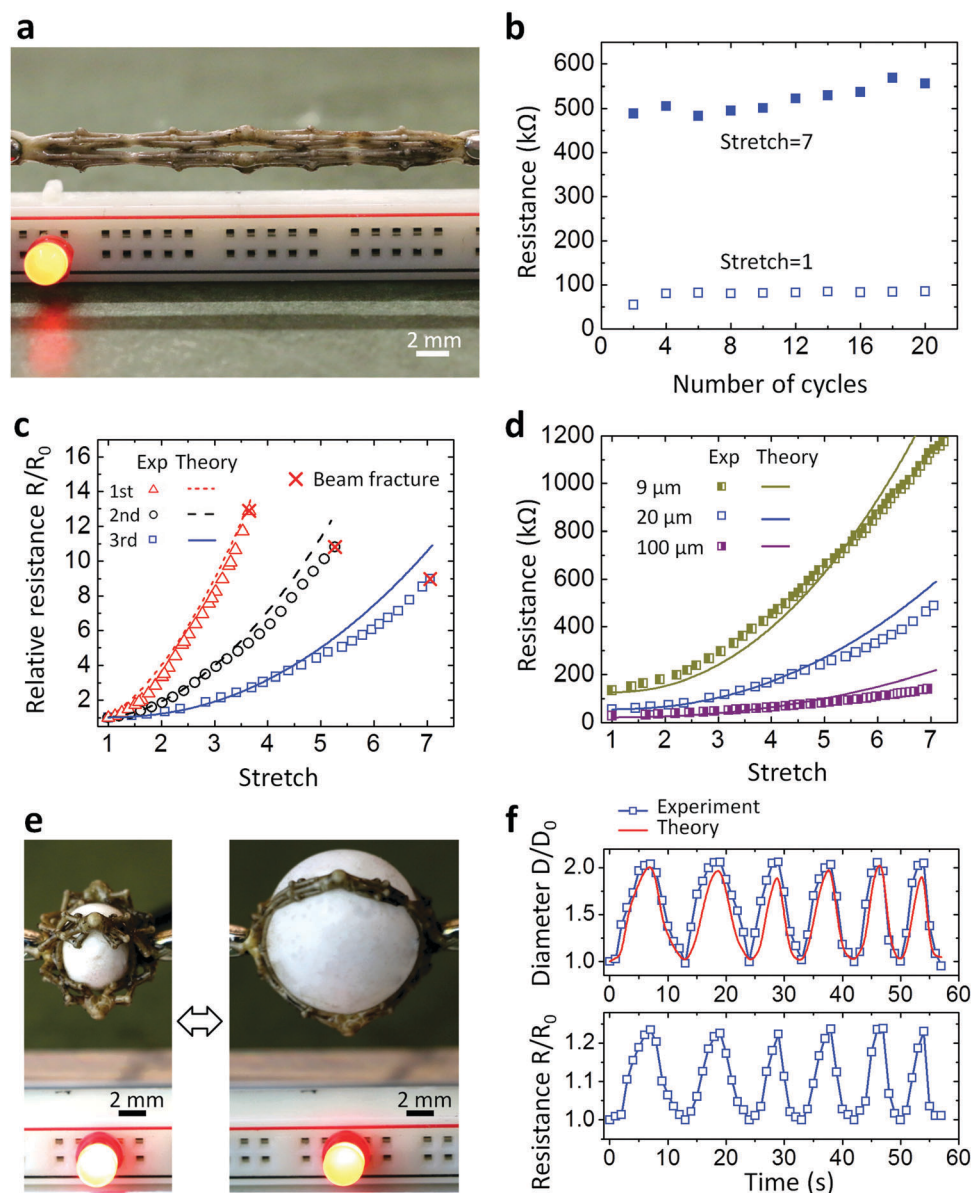 a
2 mm
b
Resistance (kΩ)
600
500
400
300
200
100
0
Stretch=7
Stretch=1
0 4 8 12 16 20
Number of cycles
c
Relative resistance R/R0
16
14
12
10
8
6
4
2
Exp Theory
1st
2nd
3rd
Beam fracture
1 2 3 4 5 6 7
Stretch
d
Resistance (kΩ)
1200
1000
800
600
400
200
0
Exp Theory
9 µm
20 µm
100 µm
1 2 3 4 5 6 7
Stretch
e
2 mm
2 mm
f
Experiment
Theory
Diameter D/D0
2.0
1.5
1.0
0 10 20 30 40 50 60
Resistance R/R0
1.2
1.1
1.0
0 10 20 30 40 50 60
Time (s)